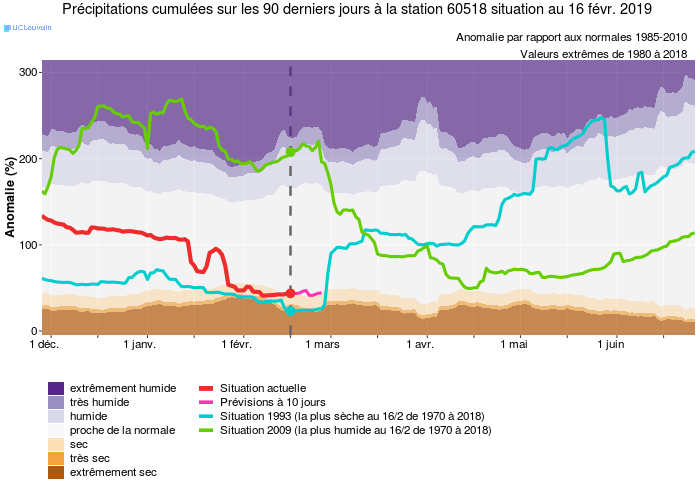 Précipitations cumulées sur les 90 derniers jours à la station 60518 situation au 16 févr. 2019
UCLouvain
Anomalie par rapport aux normales 1985-2010
Valeurs extrêmes de 1980 à 2018
Anomalie (%)
300
200
100
0
1 déc. 1 janv. 1 févr. 1 mars 1 avr. 1 mai 1 juin
extrêmement humide
très humide
humide
proche de la normale
sec
très sec
extrêmement sec
Situation actuelle
Prévisions à 10 jours
Situation 1993 (la plus sèche au 16/2 de 1970 à 2018)
Situation 2009 (la plus humide au 16/2 de 1970 à 2018)